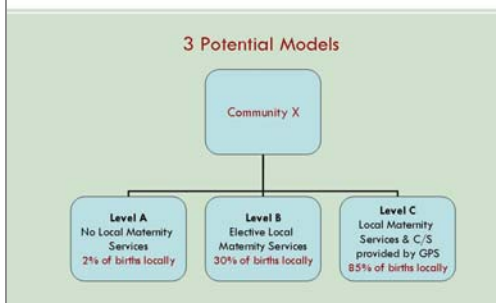 3 Potential Models
Community X
Level A
No Local Maternity
Services
2% of births locally
Level B
Elective Local
Maternity Services
30% of births locally
Level C
Local Maternity
Services & C/S
provided by GPS
85% of births locally